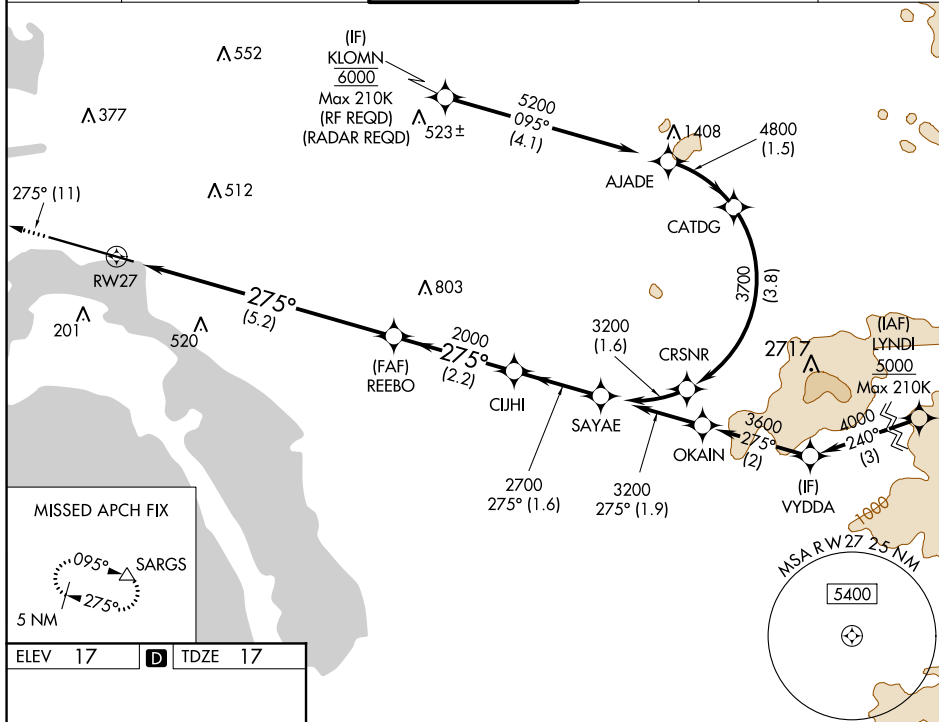 552
(IF)
KLOMN
6000
Max 210K
(RF REQD)
(RADAR REQD)
523±
377
5200
095°
(4.1)
1408
4800
(1.5)
AJADE
CATDG
512
275° (11)
RW27
275°
(5.2)
803
3700
(3.8)
201
520
2000
275°
(2.2)
(FAF)
REEBO
CIJHI
3200
(1.6)
CRSNR
SAYAE
2717
(IAF)
LYNDI
5000
Max 210K
3600
275°
(2)
4000
240°
(3)
OKAIN
(IF)
VYDDA
2700
275° (1.6)
3200
275° (1.9)
1000
MISSED APCH FIX
095°
SARGS
275°
5 NM
MSA RW27 25 NM
5400
ELEV 17 D TDZE 17